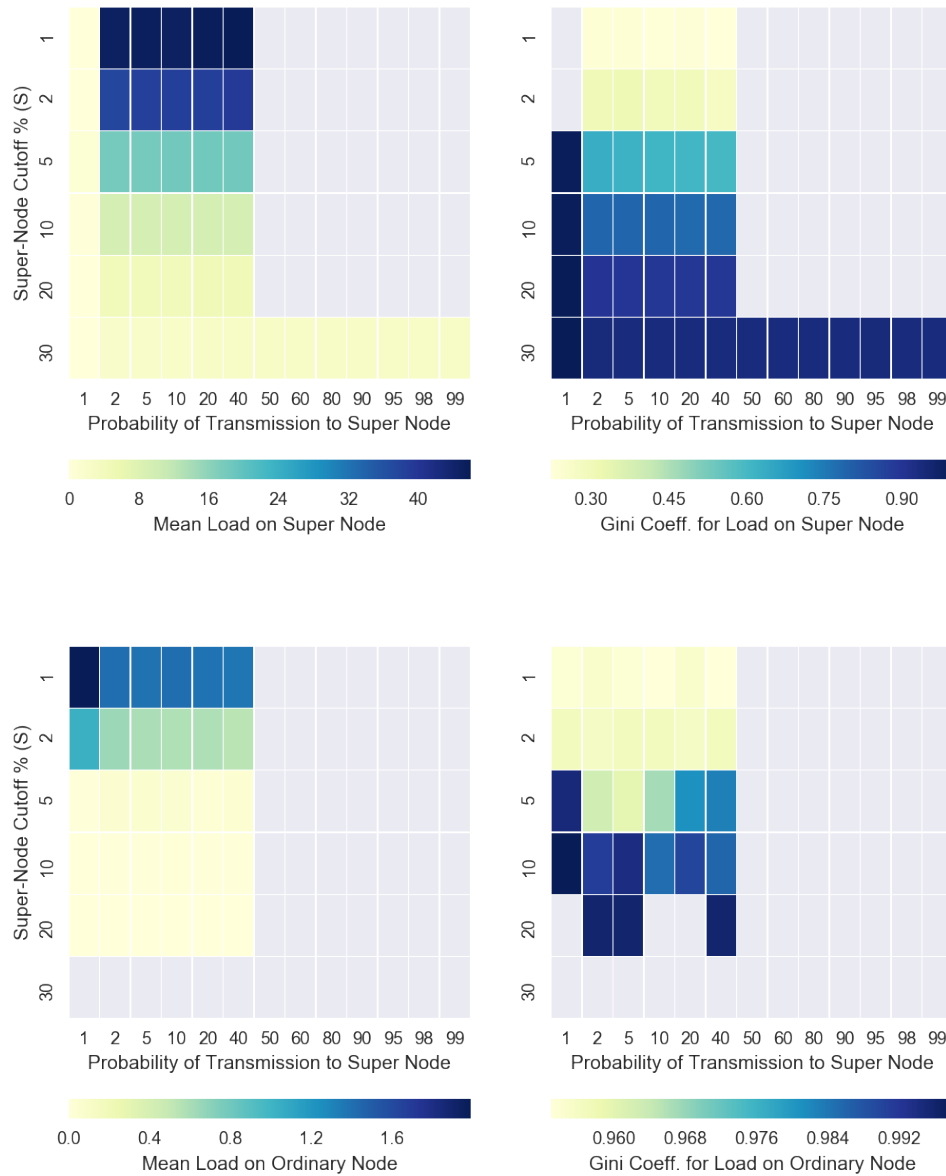 Super-Node Cutoff % (S)
1
2
5
10
20
30
1 2 5 10 20 40 50 60 80 90 95 98 99
Probability of Transmission to Super Node
0 8 16 24 32 40
Mean Load on Super Node
1
2
5
10
20
30
1 2 5 10 20 40 50 60 80 90 95 98 99
Probability of Transmission to Super Node
0.30 0.45 0.60 0.75 0.90
Gini Coeff. for Load on Super Node
Super-Node Cutoff % (S)
1
2
5
10
20
30
1 2 5 10 20 40 50 60 80 90 95 98 99
Probability of Transmission to Super Node
0.0 0.4 0.8 1.2 1.6
Mean Load on Ordinary Node
1
2
5
10
20
30
1 2 5 10 20 40 50 60 80 90 95 98 99
Probability of Transmission to Super Node
0.960 0.968 0.976 0.984 0.992
Gini Coeff. for Load on Ordinary Node